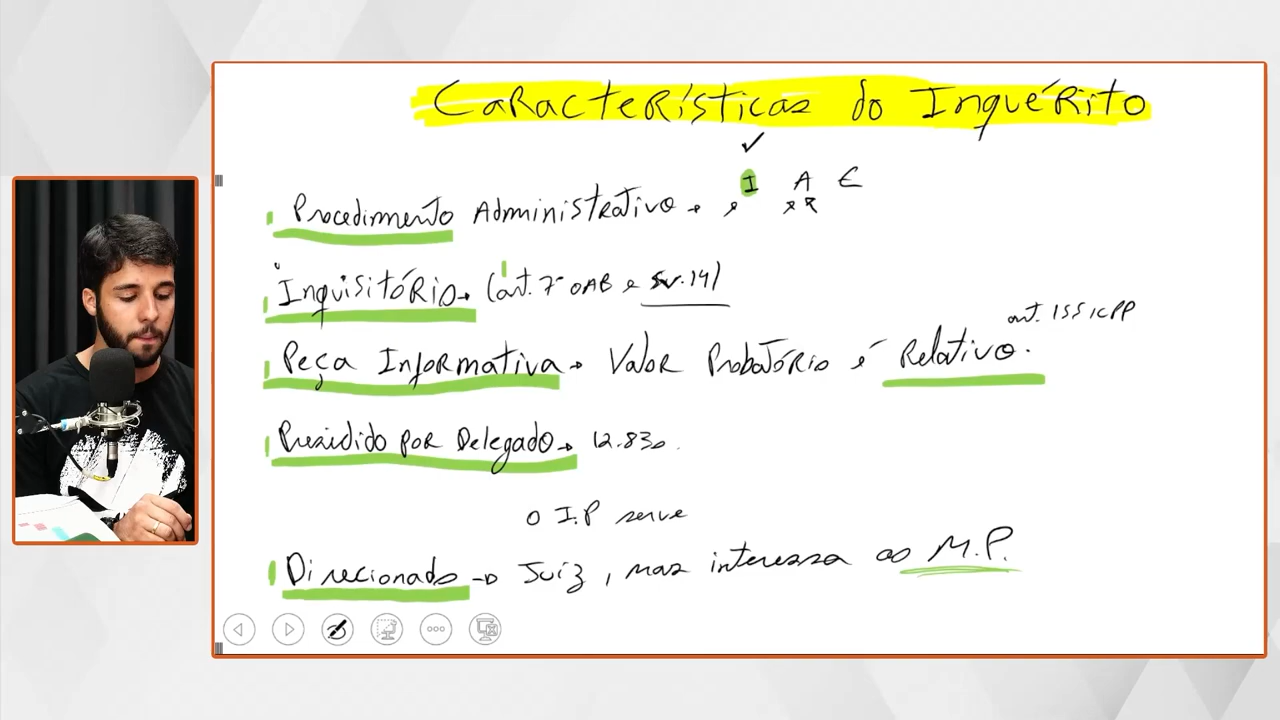 Características do Inquérito
I A E
Procedimento Administrativo
Inquisitório (art. 7º OAB e SV.14)
art. 155 CPP
Peça Informativa Valor Probatório é Relativo.
Presidido por Delegado 12.830
O I.P serve
Direcionado Juiz, mas interessa ao M.P.